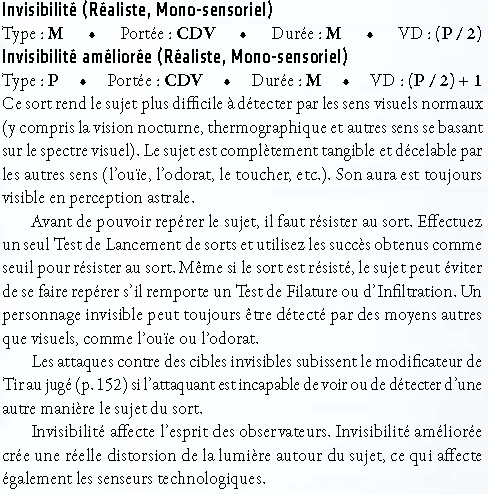 Invisibilité (Réaliste, Mono-sensoriel)
Type : M ♦ Portée : CDV ♦ Durée : M ♦ VD : (P / 2)
Invisibilité améliorée (Réaliste, Mono-sensoriel)
Type : P ♦ Portée : CDV ♦ Durée : M ♦ VD : (P / 2) + 1
Ce sort rend le sujet plus difficile à détecter par les sens visuels normaux
(y compris la vision nocturne, thermographique et autres sens se basant
sur le spectre visuel). Le sujet est complètement tangible et décelable par
les autres sens (l'ouïe, l'odorat, le toucher, etc.). Son aura est toujours
visible en perception astrale.
Avant de pouvoir repérer le sujet, il faut résister au sort. Effectuez
un seul Test de Lancement de sorts et utilisez les succès obtenus comme
seuil pour résister au sort. Même si le sort est résisté, le sujet peut éviter
de se faire repérer s'il remporte un Test de Filature ou d'Infiltration. Un
personnage invisible peut toujours être détecté par des moyens autres
que visuels, comme l'ouïe ou l'odorat.
Les attaques contre des cibles invisibles subissent le modificateur de
Tir au jugé (p. 152) si l'attaquant est incapable de voir ou de détecter d'une
autre manière le sujet du sort.
Invisibilité affecte l'esprit des observateurs. Invisibilité améliorée
crée une réelle distorsion de la lumière autour du sujet, ce qui affecte
également les senseurs technologiques.